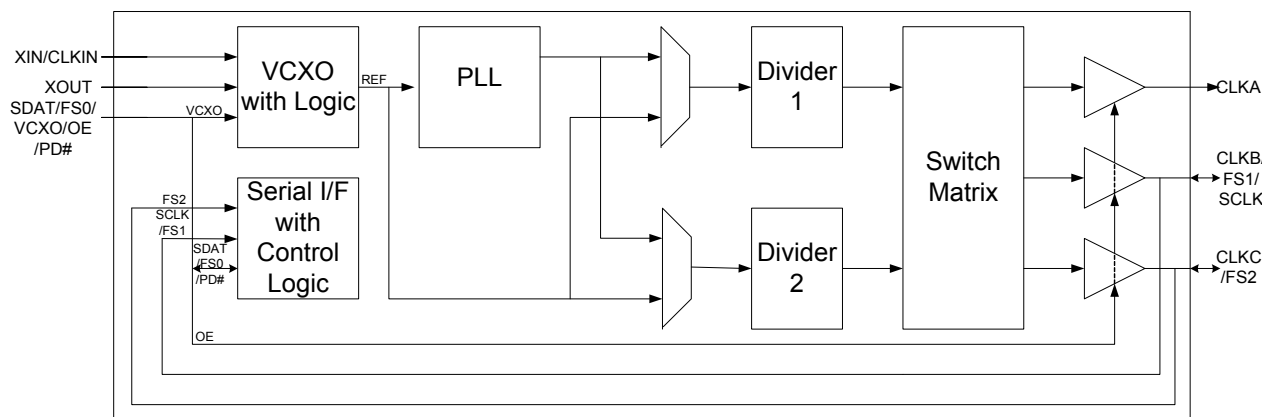 XIN/CLKIN
XOUT
SDAT/FS0/
VCXO/OE
/PD#
VCXO
VCXO
with Logic
REF
PLL
Divider
1
Switch
Matrix
CLKA
CLKB/
FS1/
SCLK
CLKC
/FS2
FS2
SCLK
/FS1
SDAT
/FS0
/PD#
Serial I/F
with
Control
Logic
Divider
2
OE